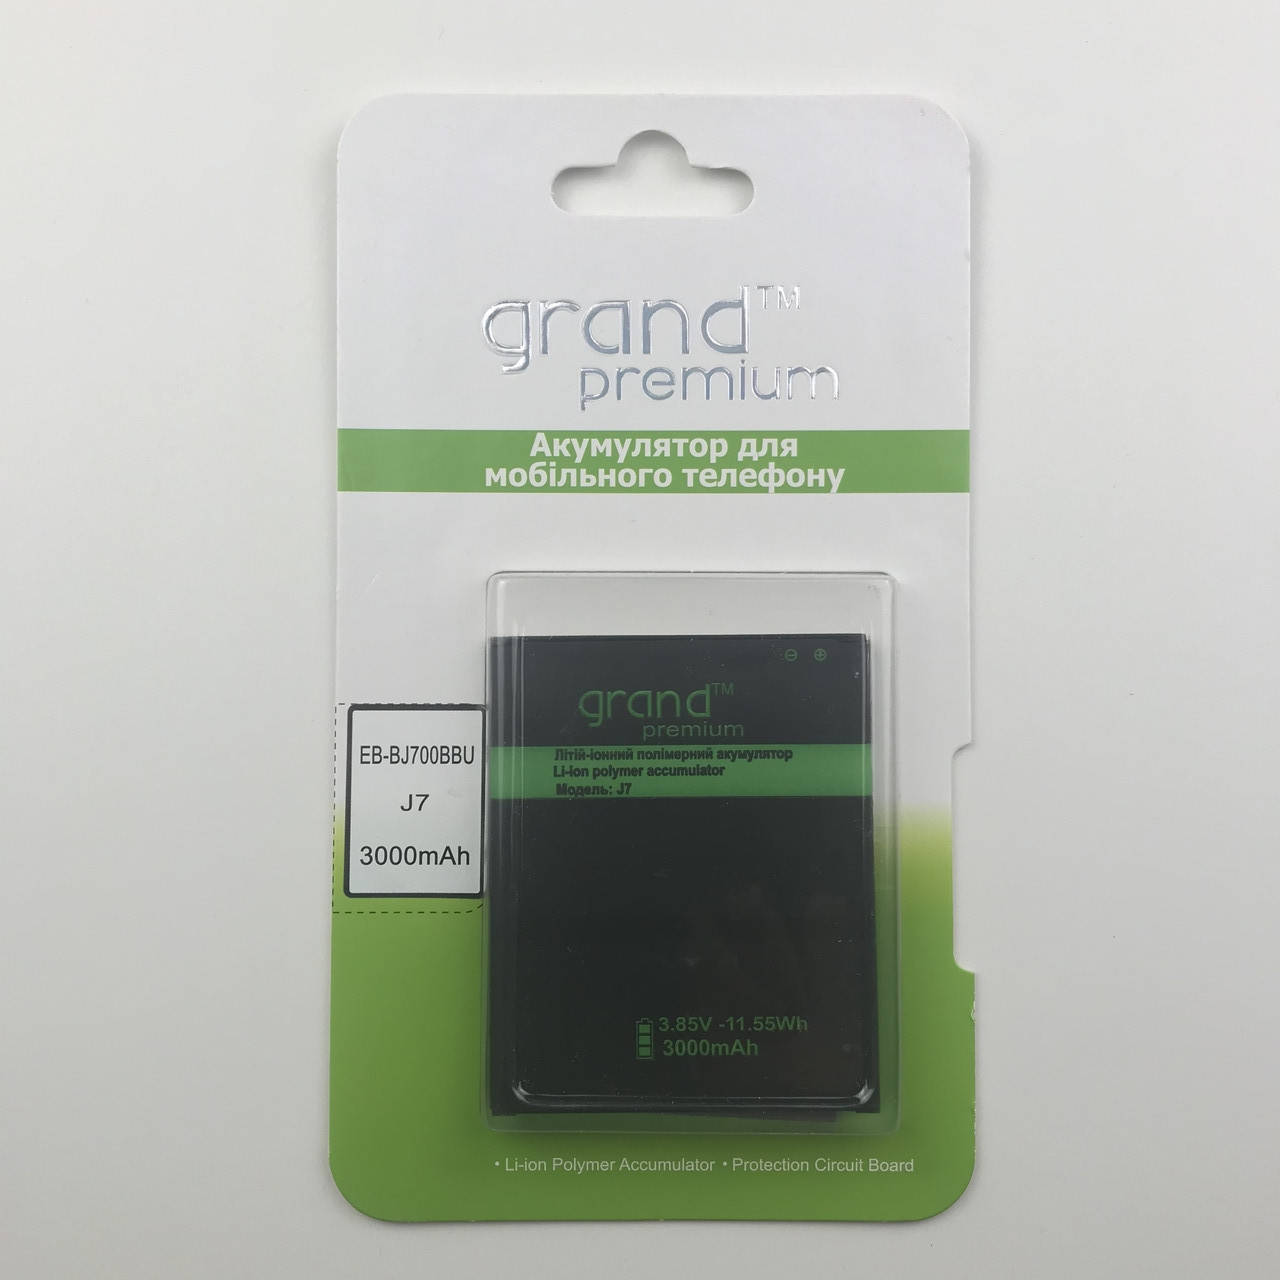 grand™
premium
Акумулятор для
мобільного телефону
EB-BJ700BBU
J7
3000mAh
grand™
premium
Літій-іонний полімерний акумулятор
Li-ion polymer accumulator
Модель: J7
3.85V -11.55Wh
3000mAh
• Li-ion Polymer Accumulator • Protection Circuit Board